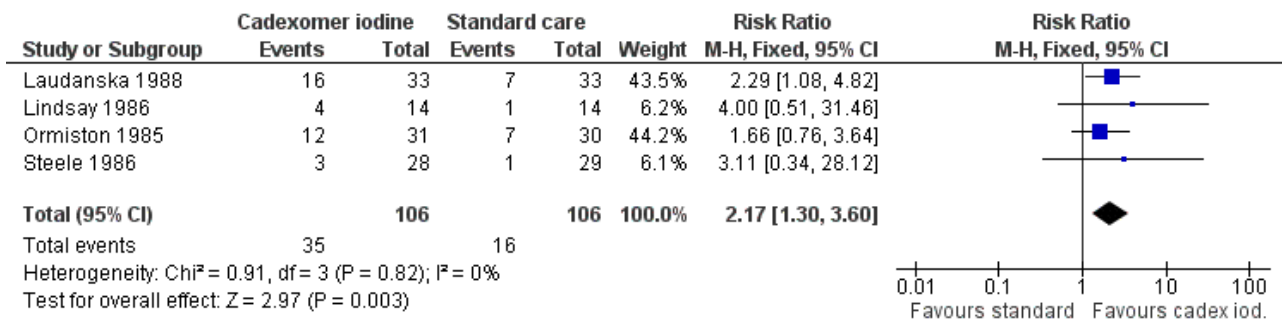 Cadexomer iodine Standard care Risk Ratio Risk Ratio
Study or Subgroup Events Total Events Total Weight M-H, Fixed, 95% CI M-H, Fixed, 95% CI
Laudanska 1988 16 33 7 33 43.5% 2.29 [1.08, 4.82]
Lindsay 1986 4 14 1 14 6.2% 4.00 [0.51, 31.46]
Ormiston 1985 12 31 7 30 44.2% 1.66 [0.76, 3.64]
Steele 1986 3 28 1 29 6.1% 3.11 [0.34, 28.12]
Total (95% CI) 106 106 100.0% 2.17 [1.30, 3.60]
Total events 35 16
Heterogeneity: Chi² = 0.91, df = 3 (P = 0.82); I² = 0%
Test for overall effect: Z = 2.97 (P = 0.003)
0.01 0.1 1 10 100
Favours standard Favours cadex iod.